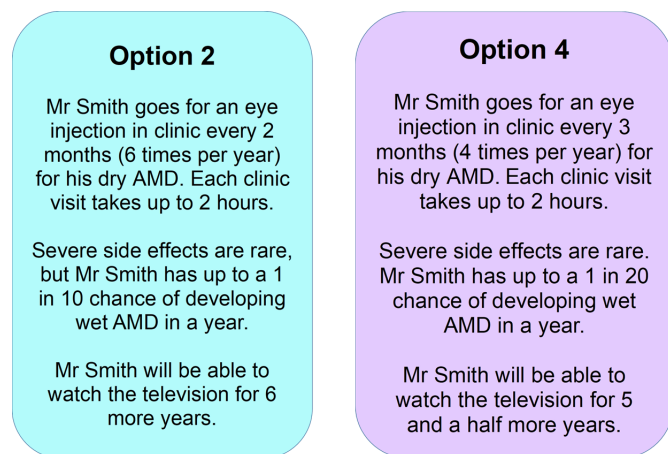 Option 2
Mr Smith goes for an eye
injection in clinic every 2
months (6 times per year)
for his dry AMD. Each clinic
visit takes up to 2 hours.
Severe side effects are rare,
but Mr Smith has up to a 1
in 10 chance of developing
wet AMD in a year.
Mr Smith will be able to
watch the television for 6
more years.
Option 4
Mr Smith goes for an eye
injection in clinic every 3
months (4 times per year) for
his dry AMD. Each clinic visit
takes up to 2 hours.
Severe side effects are rare.
Mr Smith has up to a 1 in 20
chance of developing wet
AMD in a year.
Mr Smith will be able to
watch the television for 5
and a half more years.